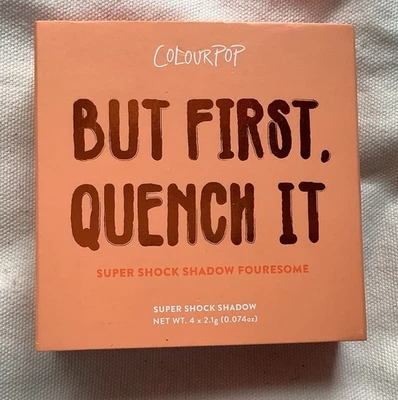 COLOURPOP
BUT FIRST,
QUENCH IT
SUPER SHOCK SHADOW FOURESOME
SUPER SHOCK SHADOW
NET WT. 4 x 2.1g (0.074oz)